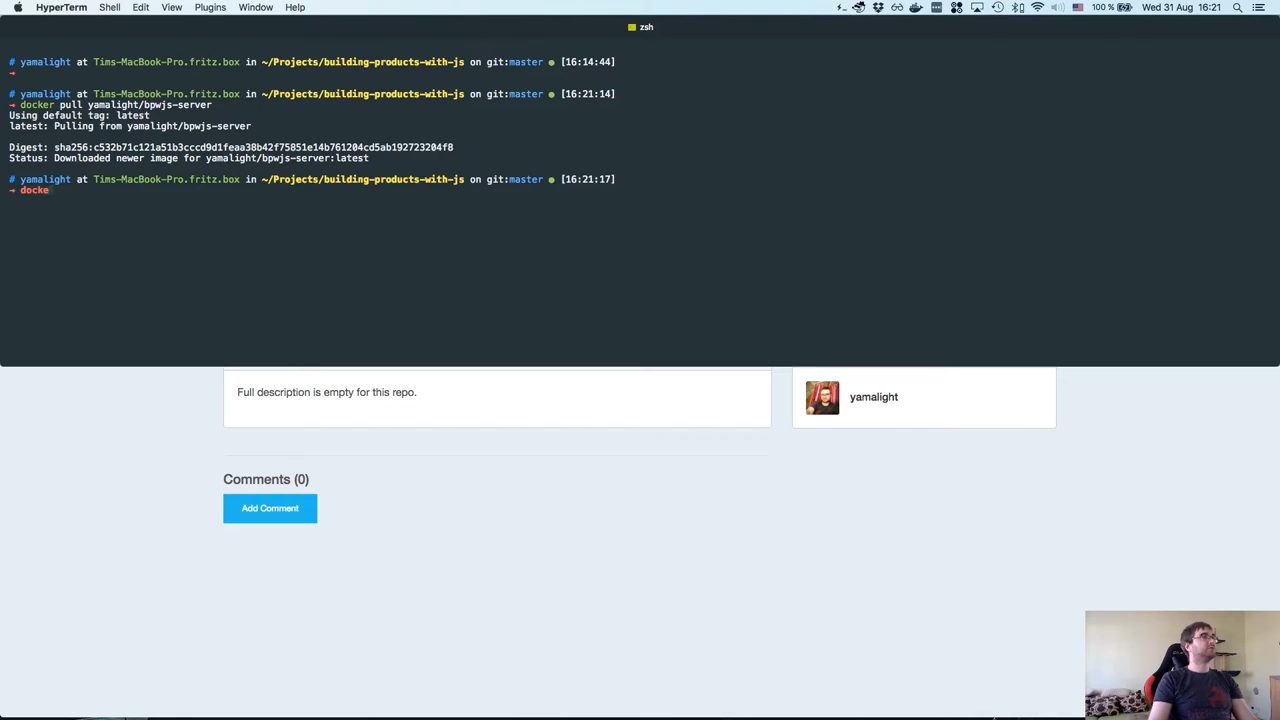 HyperTerm Shell Edit View Plugins Window Help 100 % Wed 31 Aug 16:21
zsh
# yamalight at Tims-MacBook-Pro.fritz.box in ~/Projects/building-products-with-js on git:master ● [16:14:44]
→
# yamalight at Tims-MacBook-Pro.fritz.box in ~/Projects/building-products-with-js on git:master ● [16:21:14]
→ docker pull yamalight/bpwjs-server
Using default tag: latest
latest: Pulling from yamalight/bpwjs-server
Digest: sha256:c532b71c121a51b3cccd9d1feaa38b42f75851e14b761204cd5ab192723204f8
Status: Downloaded newer image for yamalight/bpwjs-server:latest
# yamalight at Tims-MacBook-Pro.fritz.box in ~/Projects/building-products-with-js on git:master ● [16:21:17]
→ docke
Full description is empty for this repo.
yamalight
Comments (0)
Add Comment